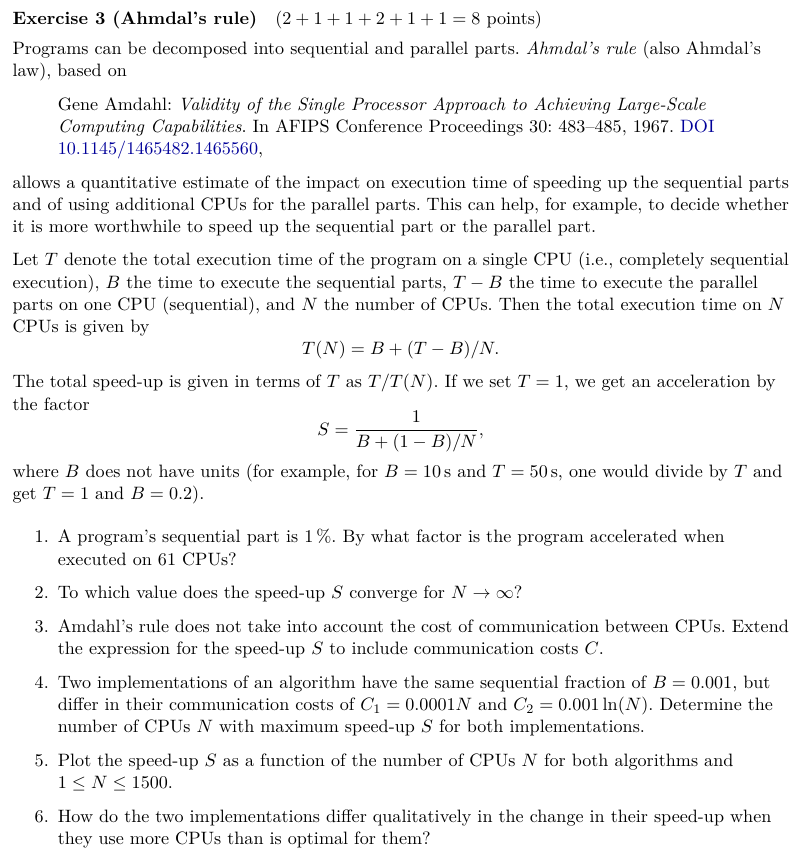 Exercise 3 (Ahmdal's rule) (2 + 1 + 1 + 2 + 1 + 1 = 8 points)
Programs can be decomposed into sequential and parallel parts. Ahmdal's rule (also Ahmdal's
law), based on
Gene Amdahl: Validity of the Single Processor Approach to Achieving Large-Scale
Computing Capabilities. In AFIPS Conference Proceedings 30: 483–485, 1967. DOI
10.1145/1465482.1465560,
allows a quantitative estimate of the impact on execution time of speeding up the sequential parts
and of using additional CPUs for the parallel parts. This can help, for example, to decide whether
it is more worthwhile to speed up the sequential part or the parallel part.
Let T denote the total execution time of the program on a single CPU (i.e., completely sequential
execution), B the time to execute the sequential parts, T − B the time to execute the parallel
parts on one CPU (sequential), and N the number of CPUs. Then the total execution time on N
CPUs is given by
T(N) = B + (T − B)/N.
The total speed-up is given in terms of T as T/T(N). If we set T = 1, we get an acceleration by
the factor
S = 1 / (B + (1 − B)/N),
where B does not have units (for example, for B = 10 s and T = 50 s, one would divide by T and
get T = 1 and B = 0.2).
1. A program's sequential part is 1 %. By what factor is the program accelerated when
executed on 61 CPUs?
2. To which value does the speed-up S converge for N → ∞?
3. Amdahl's rule does not take into account the cost of communication between CPUs. Extend
the expression for the speed-up S to include communication costs C.
4. Two implementations of an algorithm have the same sequential fraction of B = 0.001, but
differ in their communication costs of C₁ = 0.0001N and C₂ = 0.001 ln(N). Determine the
number of CPUs N with maximum speed-up S for both implementations.
5. Plot the speed-up S as a function of the number of CPUs N for both algorithms and
1 ≤ N ≤ 1500.
6. How do the two implementations differ qualitatively in the change in their speed-up when
they use more CPUs than is optimal for them?